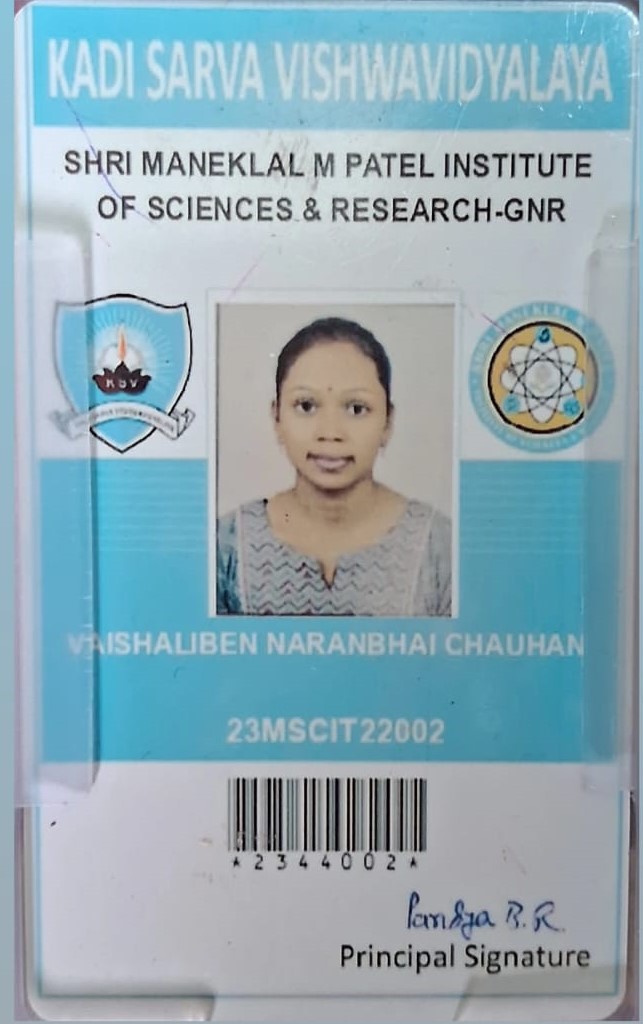 KADI SARVA VISHWAVIDYALAYA
SHRI MANEKLAL M PATEL INSTITUTE
OF SCIENCES & RESEARCH-GNR
KSV
VAISHALIBEN NARANBHAI CHAUHAN
23MSCIT22002
*2344002*
Pandya B. R.
Principal Signature